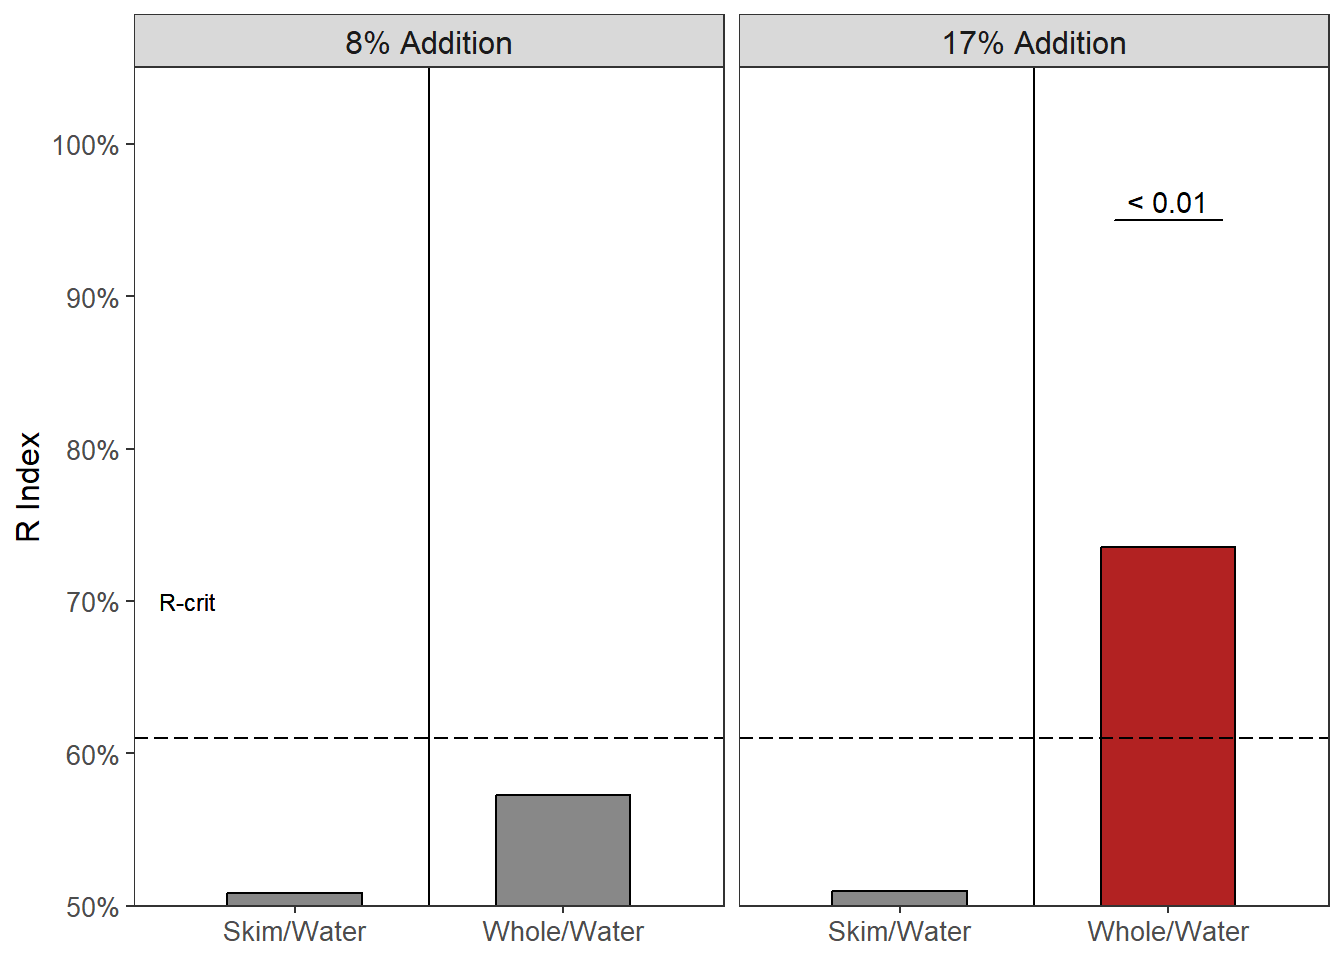 8% Addition
17% Addition
100%
90%
80%
70%
60%
50%
R Index
R-crit
< 0.01
Skim/Water
Whole/Water
Skim/Water
Whole/Water